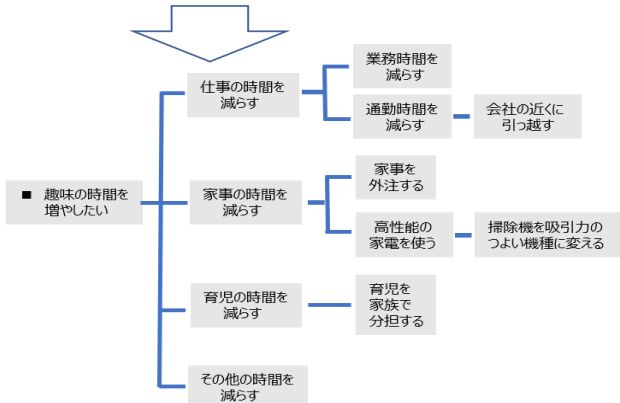 業務時間を
減らす
仕事の時間を
減らす
通勤時間を
減らす
会社の近くに
引っ越す
家事を
外注する
■ 趣味の時間を
増やしたい
家事の時間を
減らす
高性能の
家電を使う
掃除機を吸引力の
つよい機種に変える
育児の時間を
減らす
育児を
家族で
分担する
その他の時間を
減らす